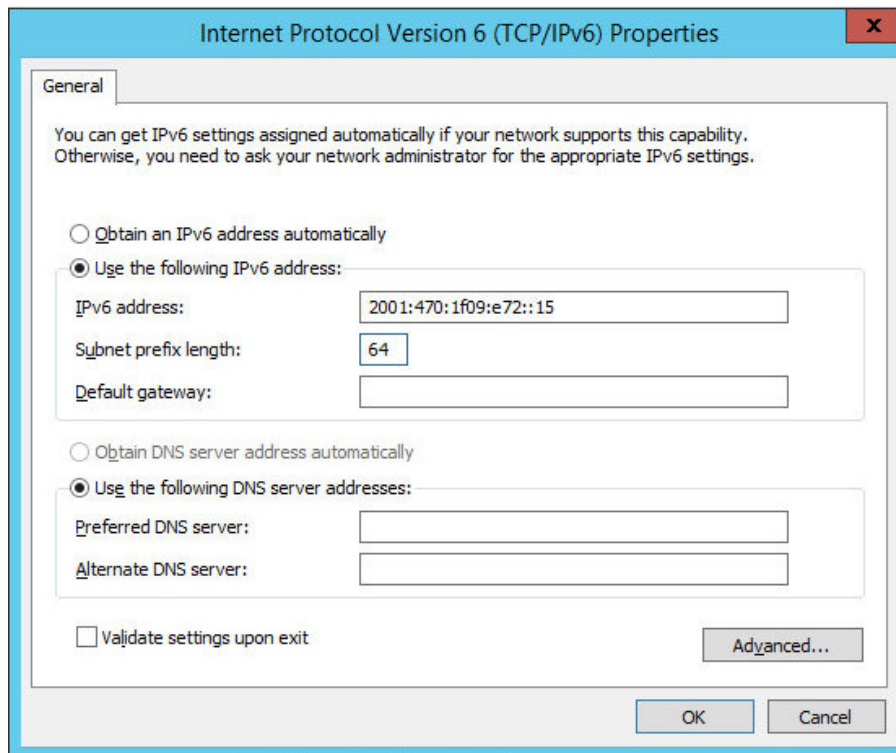 Internet Protocol Version 6 (TCP/IPv6) Properties
x
General
You can get IPv6 settings assigned automatically if your network supports this capability.
Otherwise, you need to ask your network administrator for the appropriate IPv6 settings.
Obtain an IPv6 address automatically
Use the following IPv6 address:
IPv6 address: 2001:470:1f09:e72::15
Subnet prefix length: 64
Default gateway:
Obtain DNS server address automatically
Use the following DNS server addresses:
Preferred DNS server:
Alternate DNS server:
Validate settings upon exit
Advanced...
OK Cancel